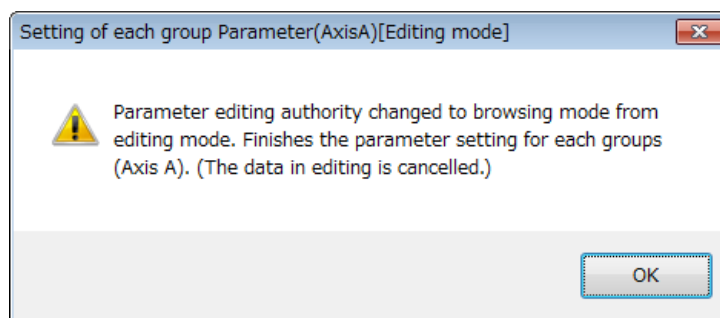 Setting of each group Parameter(AxisA)[Editing mode]
Parameter editing authority changed to browsing mode from
editing mode. Finishes the parameter setting for each groups
(Axis A). (The data in editing is cancelled.)
OK